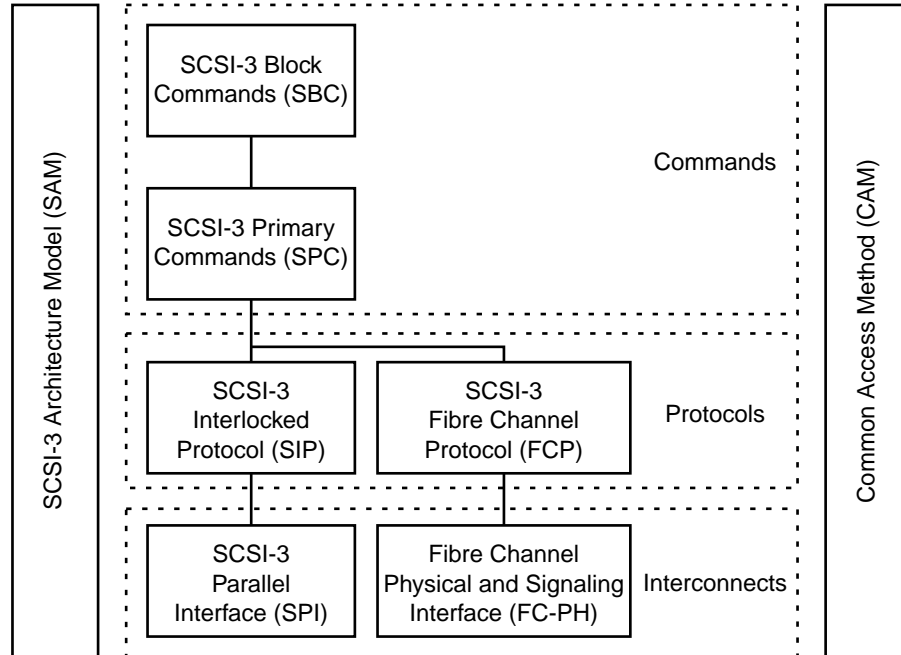 SCSI-3 Architecture Model (SAM)
SCSI-3 Block
Commands (SBC)
SCSI-3 Primary
Commands (SPC)
Commands
SCSI-3
Interlocked
Protocol (SIP)
SCSI-3
Fibre Channel
Protocol (FCP)
Protocols
SCSI-3
Parallel
Interface (SPI)
Fibre Channel
Physical and Signaling
Interface (FC-PH)
Interconnects
Common Access Method (CAM)